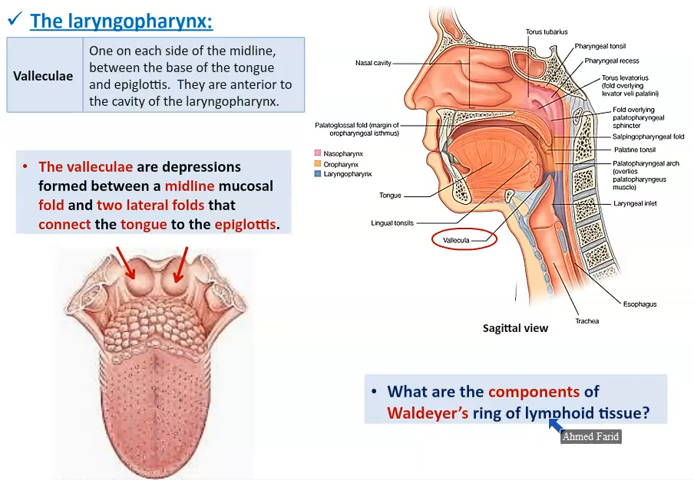 ✓ The laryngopharynx:
Valleculae
One on each side of the midline,
between the base of the tongue
and epiglottis. They are anterior to
the cavity of the laryngopharynx.
• The valleculae are depressions
formed between a midline mucosal
fold and two lateral folds that
connect the tongue to the epiglottis.
Nasal cavity
Palatoglossal fold (margin of
oropharyngeal isthmus)
Nasopharynx
Oropharynx
Laryngopharynx
Tongue
Lingual tonsils
Vallecula
Torus tubarius
Pharyngeal tonsil
Pharyngeal recess
Torus levatorius
(fold overlying
levator veli palatini)
Fold overlying
palatopharyngeal
sphincter
Salpingopharyngeal fold
Palatine tonsil
Palatopharyngeal arch
(overlies
palatopharyngeus
muscle)
Laryngeal inlet
Esophagus
Trachea
Sagittal view
• What are the components of
Waldeyer's ring of lymphoid tissue?
Ahmed Farid